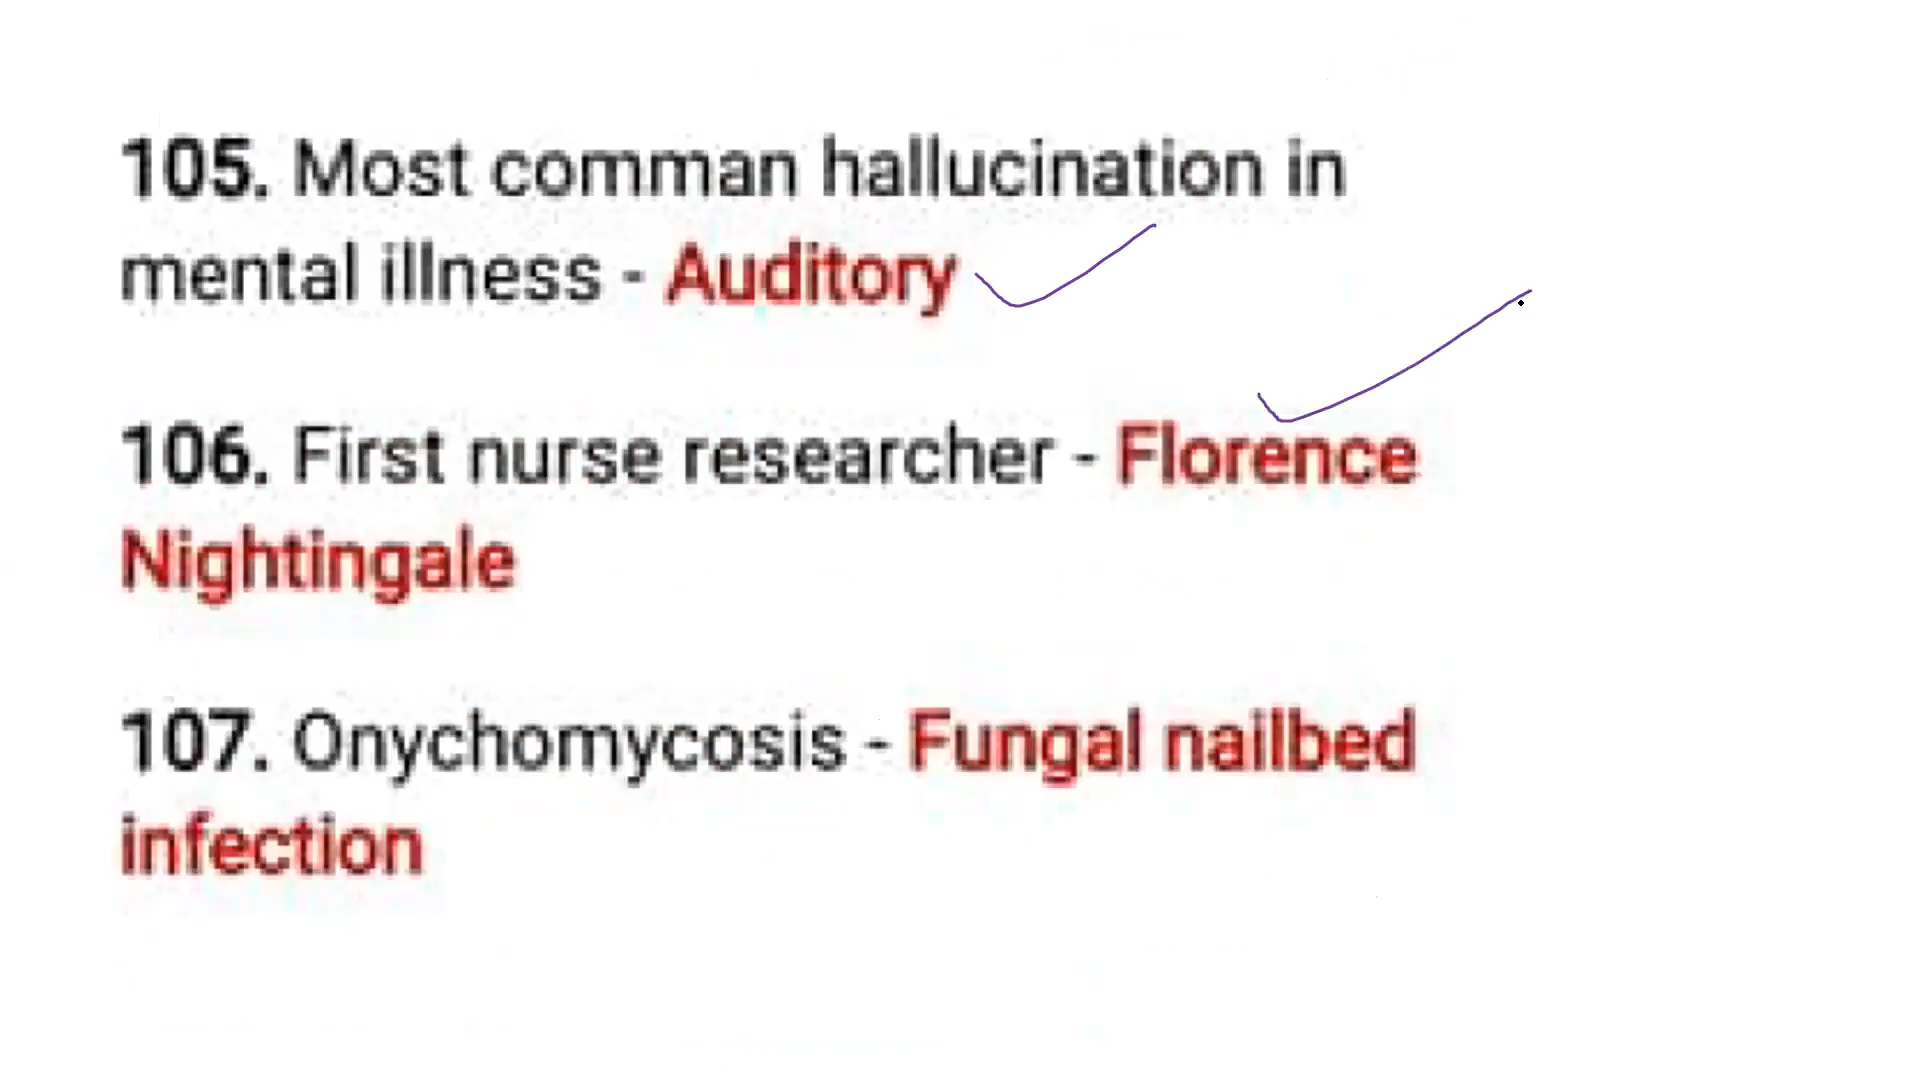 105. Most comman hallucination in
mental illness - Auditory
106. First nurse researcher - Florence
Nightingale
107. Onychomycosis - Fungal nailbed
infection